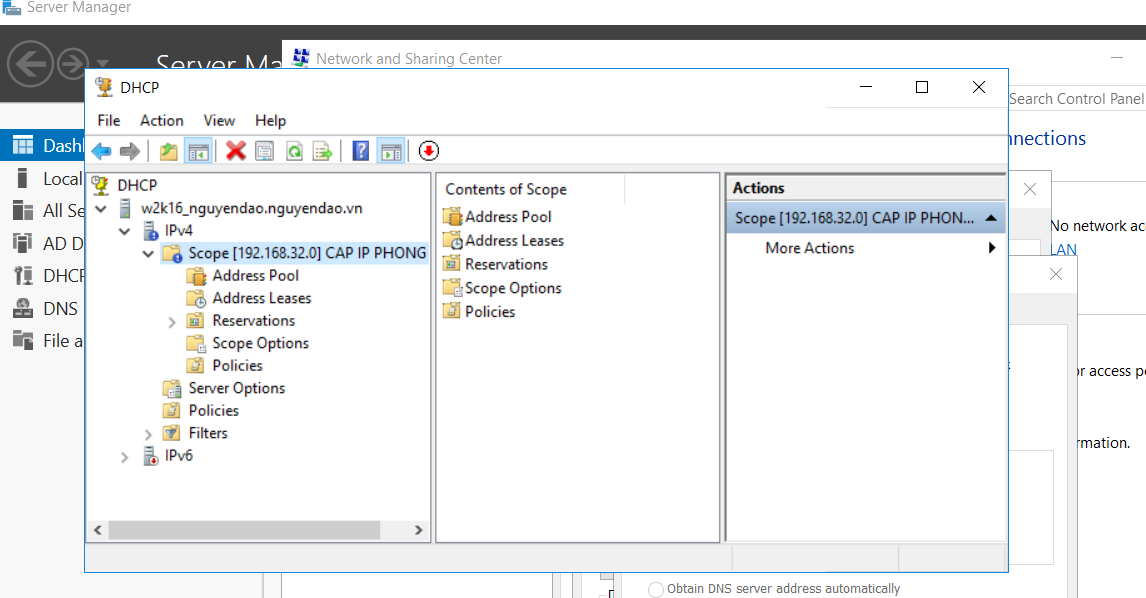 Server Manager
Server Ma
Network and Sharing Center
DHCP
Search Control Panel
File Action View Help
nnections
Dash
Local
All Se
AD D
DHCP
DNS
File a
DHCP
w2k16_nguyendao.nguyendao.vn
IPv4
Scope [192.168.32.0] CAP IP PHONG
Address Pool
Address Leases
Reservations
Scope Options
Policies
Server Options
Policies
Filters
IPv6
Contents of Scope
Address Pool
Address Leases
Reservations
Scope Options
Policies
Actions
Scope [192.168.32.0] CAP IP PHON...
More Actions
No network ac
LAN
or access po
rmation.
Obtain DNS server address automatically